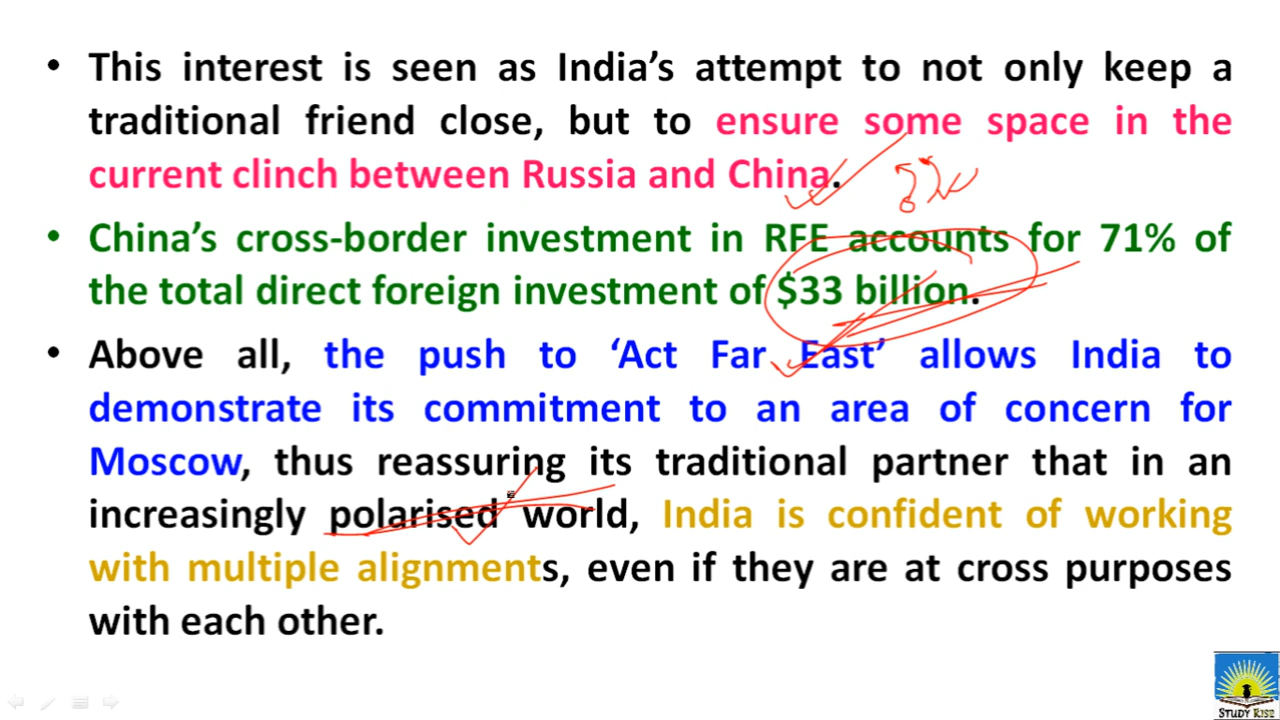 • This interest is seen as India's attempt to not only keep a
traditional friend close, but to ensure some space in the
current clinch between Russia and China.
• China's cross-border investment in RFE accounts for 71% of
the total direct foreign investment of $33 billion.
• Above all, the push to ‘Act Far East’ allows India to
demonstrate its commitment to an area of concern for
Moscow, thus reassuring its traditional partner that in an
increasingly polarised world, India is confident of working
with multiple alignments, even if they are at cross purposes
with each other.
STUDY RISE